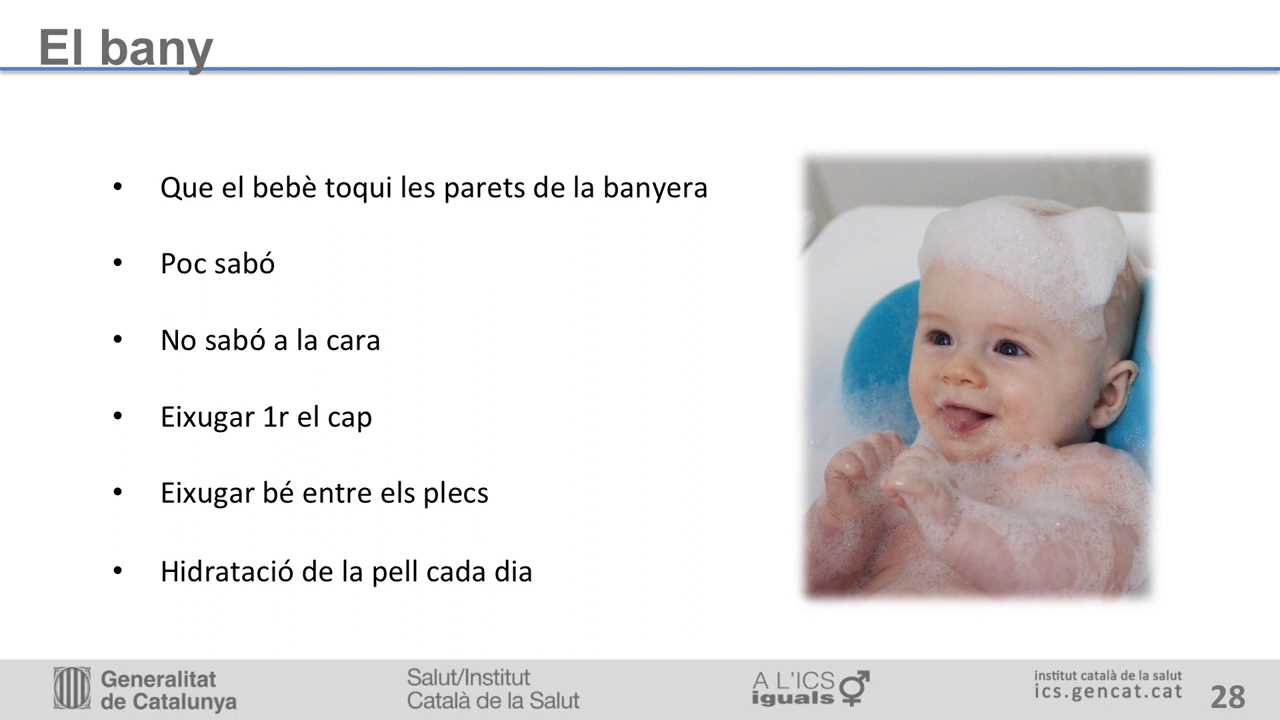 El bany
• Que el bebè toqui les parets de la banyera
• Poc sabó
• No sabó a la cara
• Eixugar 1r el cap
• Eixugar bé entre els plecs
• Hidratació de la pell cada dia
Generalitat
de Catalunya
Salut/Institut
Català de la Salut
A L'ICS
iguals
institut català de la salut
ics.gencat.cat
28